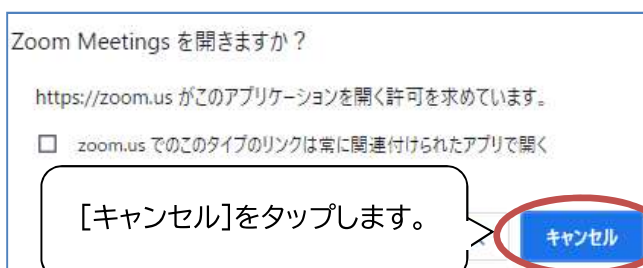 Zoom Meetings を開きますか？
https://zoom.us がこのアプリケーションを開く許可を求めています。
zoom.us でのこのタイプのリンクは常に関連付けられたアプリで開く
[キャンセル]をタップします。
キャンセル